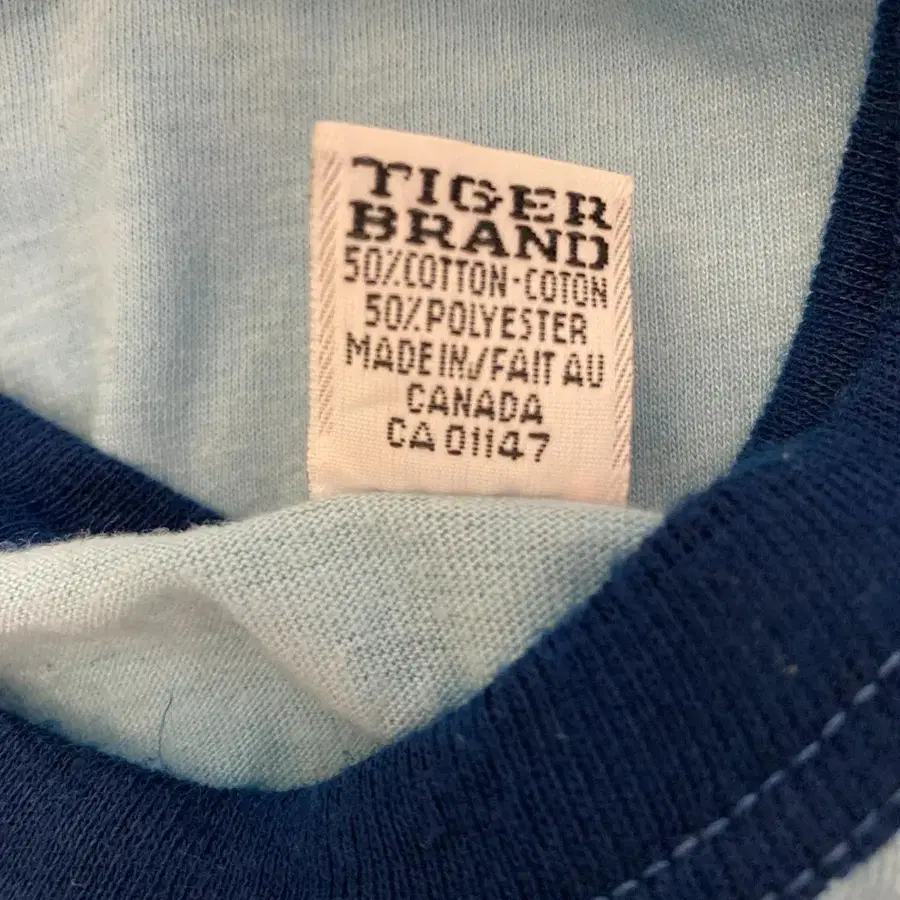 TIGER
BRAND
50%COTTON-COTON
50%POLYESTER
MADE IN/FAIT AU
CANADA
CA 01147